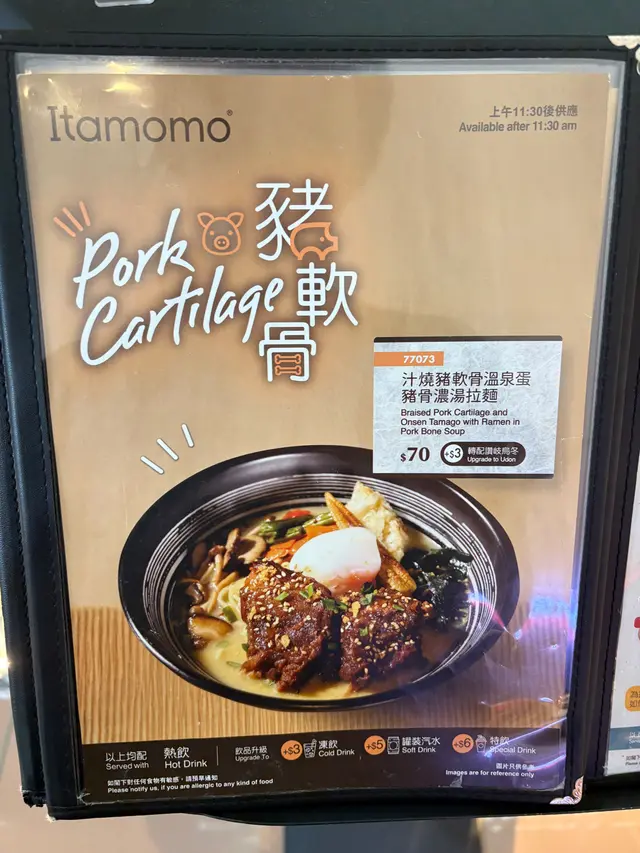 Itamomo®
上午11:30後供應
Available after 11:30 am
Pork
Cartilage
豬
軟
骨
77073
汁燒豬軟骨溫泉蛋
豬骨濃湯拉麵
Braised Pork Cartilage and
Onsen Tamago with Ramen in
Pork Bone Soup
$70
+$3 轉配讚岐烏冬
Upgrade to Udon
以上均配 熱飲
Served with Hot Drink
飲品升級
Upgrade To
+$3 凍飲
Cold Drink
+$5 罐裝汽水
Soft Drink
+$6 特飲
Special Drink
如閣下對任何食物有敏感，請預早通知
Please notify us, if you are allergic to any kind of food
圖片只供參考
Images are for reference only